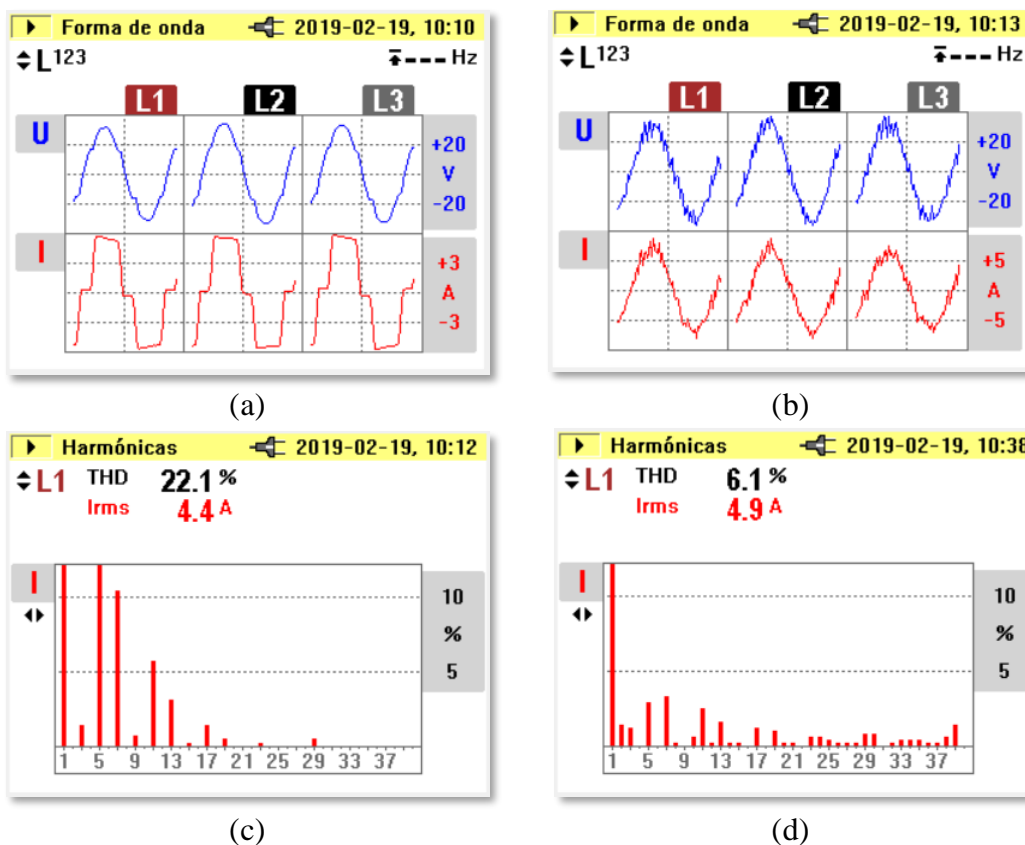 Forma de onda 2019-02-19, 10:10
L123 --- Hz
L1 L2 L3
U
+20
V
-20
I
+3
A
-3
(a)
Forma de onda 2019-02-19, 10:13
L123 --- Hz
L1 L2 L3
U
+20
V
-20
I
+5
A
-5
(b)
Harmónicas 2019-02-19, 10:12
L1 THD 22.1 %
Irms 4.4 A
I
10
%
5
1 5 9 13 17 21 25 29 33 37
(c)
Harmónicas 2019-02-19, 10:38
L1 THD 6.1 %
Irms 4.9 A
I
10
%
5
1 5 9 13 17 21 25 29 33 37
(d)